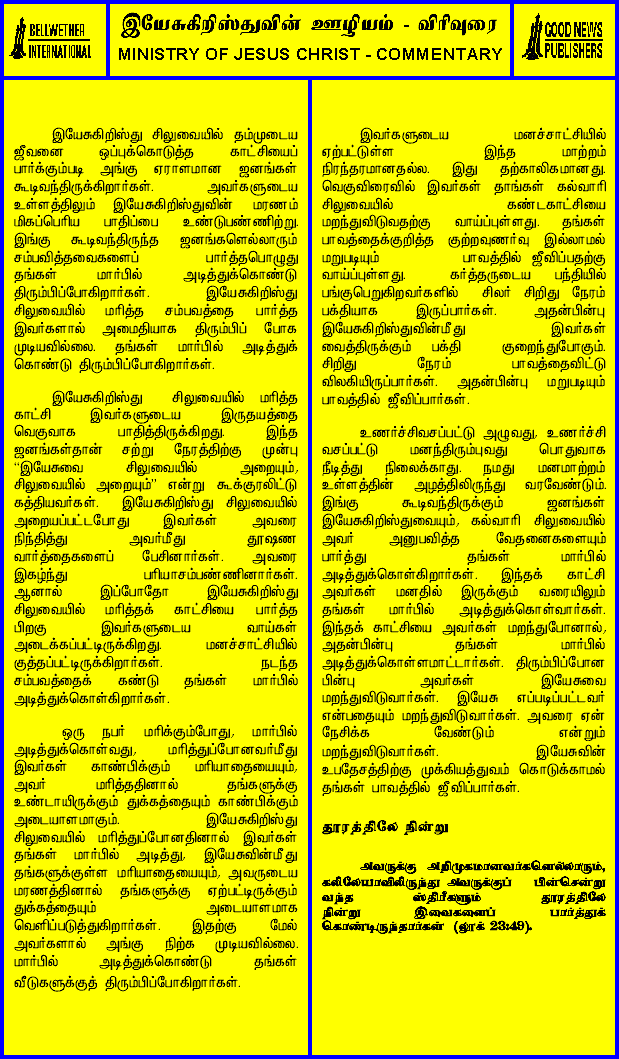 BELLWETHER
INTERNATIONAL
இயேசுகிறிஸ்துவின் ஊழியம் - விரிவுரை
MINISTRY OF JESUS CHRIST - COMMENTARY
GOOD NEWS
PUBLISHERS
இயேசுகிறிஸ்து சிலுவையில் தம்முடைய
ஜீவனை ஒப்புக்கொடுத்த காட்சியைப்
பார்க்கும்படி அங்கு ஏராளமான ஜனங்கள்
கூடிவந்திருக்கிறார்கள். அவர்களுடைய
உள்ளத்திலும் இயேசுகிறிஸ்துவின் மரணம்
மிகப்பெரிய பாதிப்பை உண்டுபண்ணிற்று.
இங்கு கூடிவந்திருந்த ஜனங்களெல்லாரும்
சம்பவித்தவைகளைப் பார்த்தபொழுது
தங்கள் மார்பில் அடித்துக்கொண்டு
திரும்பிப்போகிறார்கள். இயேசுகிறிஸ்து
சிலுவையில் மரித்த சம்பவத்தை பார்த்த
இவர்களால் அமைதியாக திரும்பிப் போக
முடியவில்லை. தங்கள் மார்பில் அடித்துக்
கொண்டு திரும்பிப்போகிறார்கள்.
இயேசுகிறிஸ்து சிலுவையில் மரித்த
காட்சி இவர்களுடைய இருதயத்தை
வெகுவாக பாதித்திருக்கிறது. இந்த
ஜனங்கள்தான் சற்று நேரத்திற்கு முன்பு
“இயேசுவை சிலுவையில் அறையும்,
சிலுவையில் அறையும்” என்று கூக்குரலிட்டு
கத்தியவர்கள். இயேசுகிறிஸ்து சிலுவையில்
அறையப்பட்டபோது இவர்கள் அவரை
நிந்தித்து அவர்மீது தூஷண
வார்த்தைகளைப் பேசினார்கள். அவரை
இகழ்ந்து பரியாசம்பண்ணினார்கள்.
ஆனால் இப்போதோ இயேசுகிறிஸ்து
சிலுவையில் மரித்தக் காட்சியை பார்த்த
பிறகு இவர்களுடைய வாய்கள்
அடைக்கப்பட்டிருக்கிறது. மனச்சாட்சியில்
குத்தப்பட்டிருக்கிறார்கள். நடந்த
சம்பவத்தைக் கண்டு தங்கள் மார்பில்
அடித்துக்கொள்கிறார்கள்.
ஒரு நபர் மரிக்கும்போது, மார்பில்
அடித்துக்கொள்வது, மரித்துப்போனவர்மீது
இவர்கள் காண்பிக்கும் மரியாதையையும்,
அவர் மரித்ததினால் தங்களுக்கு
உண்டாயிருக்கும் துக்கத்தையும் காண்பிக்கும்
அடையாளமாகும். இயேசுகிறிஸ்து
சிலுவையில் மரித்துப்போனதினால் இவர்கள்
தங்கள் மார்பில் அடித்து, இயேசுவின்மீது
தங்களுக்குள்ள மரியாதையையும், அவருடைய
மரணத்தினால் தங்களுக்கு ஏற்பட்டிருக்கும்
துக்கத்தையும் அடையாளமாக
வெளிப்படுத்துகிறார்கள். இதற்கு மேல்
அவர்களால் அங்கு நிற்க முடியவில்லை.
மார்பில் அடித்துக்கொண்டு தங்கள்
வீடுகளுக்குத் திரும்பிப்போகிறார்கள்.
இவர்களுடைய மனச்சாட்சியில்
ஏற்பட்டுள்ள இந்த மாற்றம்
நிரந்தரமானதல்ல. இது தற்காலிகமானது.
வெகுவிரைவில் இவர்கள் தாங்கள் கல்வாரி
சிலுவையில் கண்டகாட்சியை
மறந்துவிடுவதற்கு வாய்ப்புள்ளது. தங்கள்
பாவத்தைக்குறித்த குற்றவுணர்வு இல்லாமல்
மறுபடியும் பாவத்தில் ஜீவிப்பதற்கு
வாய்ப்புள்ளது. கர்த்தருடைய பந்தியில்
பங்குபெறுகிறவர்களில் சிலர் சிறிது நேரம்
பக்தியாக இருப்பார்கள். அதன்பின்பு
இயேசுகிறிஸ்துவின்மீது இவர்கள்
வைத்திருக்கும் பக்தி குறைந்துபோகும்.
சிறிது நேரம் பாவத்தைவிட்டு
விலகியிருப்பார்கள். அதன்பின்பு மறுபடியும்
பாவத்தில் ஜீவிப்பார்கள்.
உணர்ச்சிவசப்பட்டு அழுவது, உணர்ச்சி
வசப்பட்டு மனந்திரும்புவது பொதுவாக
நீடித்து நிலைக்காது. நமது மனமாற்றம்
உள்ளத்தின் அழத்திலிருந்து வரவேண்டும்.
இங்கு கூடிவந்திருக்கும் ஜனங்கள்
இயேசுகிறிஸ்துவையும், கல்வாரி சிலுவையில்
அவர் அனுபவித்த வேதனைகளையும்
பார்த்து தங்கள் மார்பில்
அடித்துக்கொள்கிறார்கள். இந்தக் காட்சி
அவர்கள் மனதில் இருக்கும் வரையிலும்
தங்கள் மார்பில் அடித்துக்கொள்வார்கள்.
இந்தக் காட்சியை அவர்கள் மறந்துபோனால்,
அதன்பின்பு தங்கள் மார்பில்
அடித்துக்கொள்ளமாட்டார்கள். திரும்பிப்போன
பின்பு அவர்கள் இயேசுவை
மறந்துவிடுவார்கள். இயேசு எப்படிப்பட்டவர்
என்பதையும் மறந்துவிடுவார்கள். அவரை ஏன்
நேசிக்க வேண்டும் என்றும்
மறந்துவிடுவார்கள். இயேசுவின்
உபதேசத்திற்கு முக்கியத்துவம் கொடுக்காமல்
தங்கள் பாவத்தில் ஜீவிப்பார்கள்.
தூரத்திலே நின்று
அவருக்கு அறிமுகமானவர்களெல்லாரும்,
கலிலேயாவிலிருந்து அவருக்குப் பின்சென்று
வந்த ஸ்திரீகளும் தூரத்திலே
நின்று இவைகளைப் பார்த்துக்
கொண்டிருந்தார்கள் (லூக் 23:49).